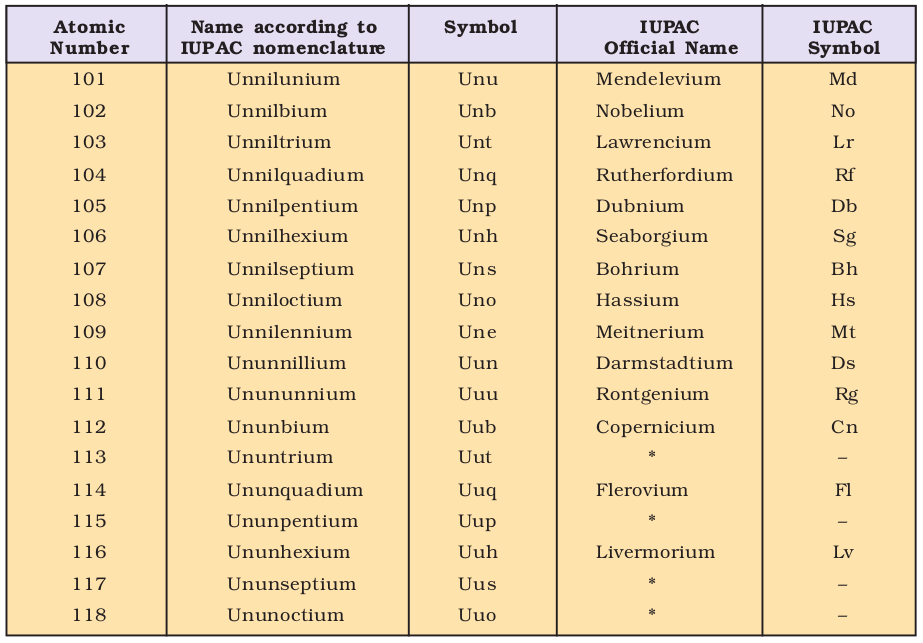 Atomic Number Name according to IUPAC nomenclature Symbol IUPAC Official Name IUPAC Symbol
101 Unnilunium Unu Mendelevium Md
102 Unnilbium Unb Nobelium No
103 Unniltrium Unt Lawrencium Lr
104 Unnilquadium Unq Rutherfordium Rf
105 Unnilpentium Unp Dubnium Db
106 Unnilhexium Unh Seaborgium Sg
107 Unnilseptium Uns Bohrium Bh
108 Unniloctium Uno Hassium Hs
109 Unnilennium Une Meitnerium Mt
110 Ununnillium Uun Darmstadtium Ds
111 Unununnium Uuu Rontgenium Rg
112 Ununbium Uub Copernicium Cn
113 Ununtrium Uut * –
114 Ununquadium Uuq Flerovium Fl
115 Ununpentium Uup * –
116 Ununhexium Uuh Livermorium Lv
117 Ununseptium Uus * –
118 Ununoctium Uuo * –